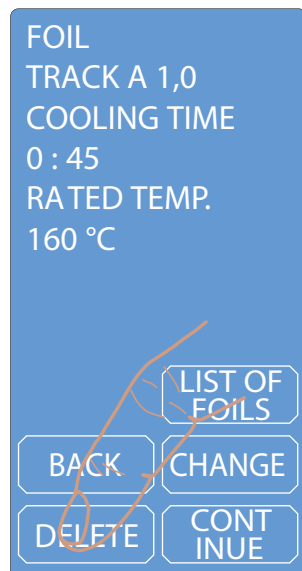 FOIL
TRACK A 1,0
COOLING TIME
0 : 45
RATED TEMP.
160 °C
LIST OF
FOILS
BACK
CHANGE
DELETE
CONT
INUE